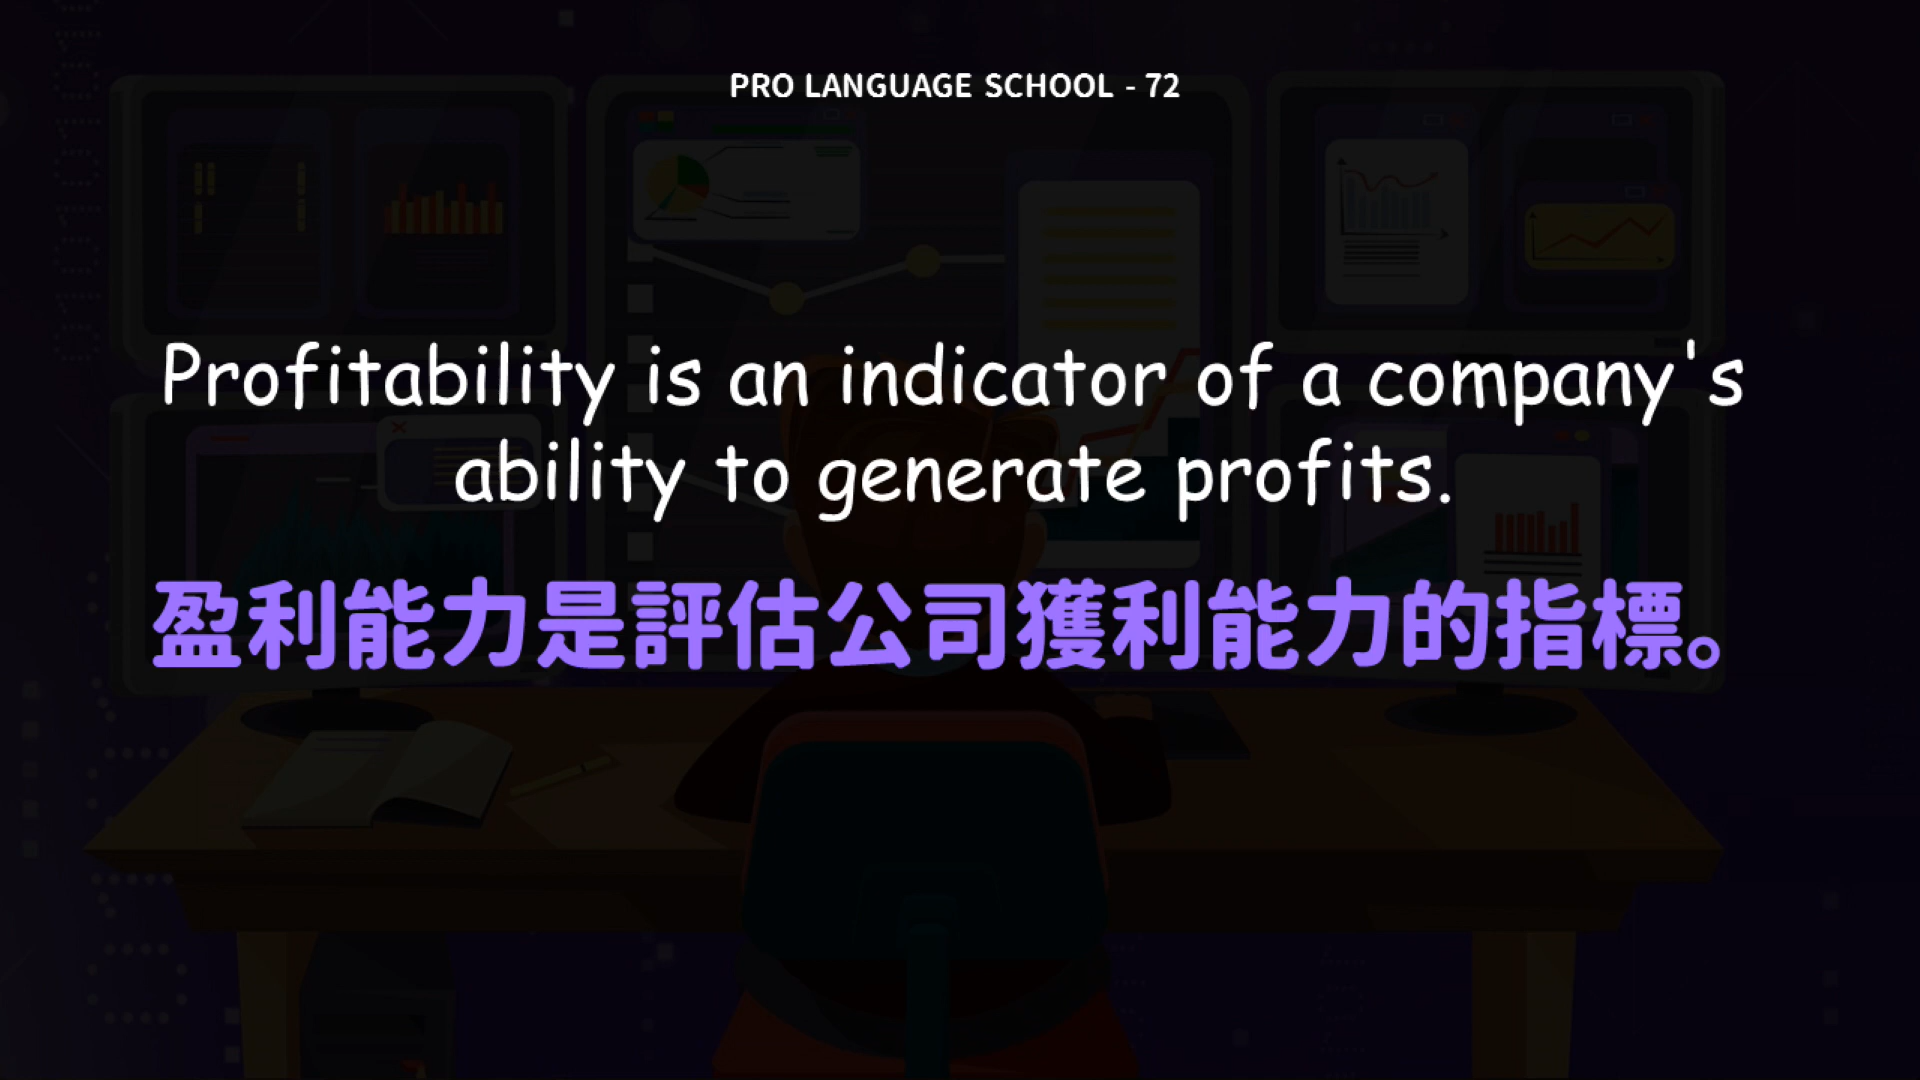 PRO LANGUAGE SCHOOL - 72
Profitability is an indicator of a company's
ability to generate profits.
盈利能力是評估公司獲利能力的指標。